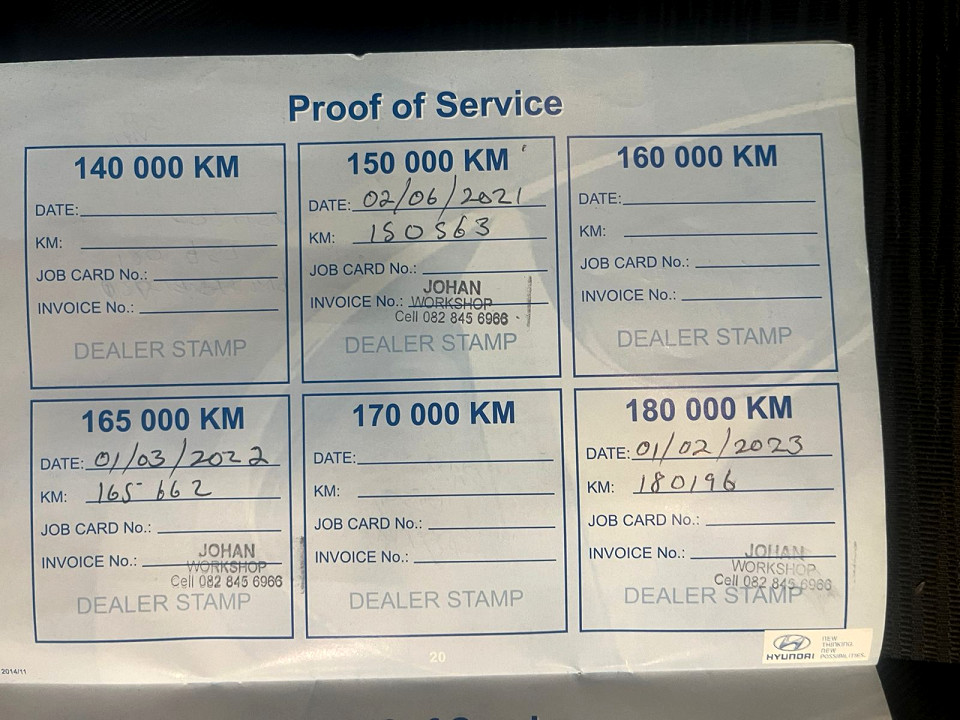 Proof of Service
140 000 KM
DATE:
KM:
JOB CARD No.:
INVOICE No.:
DEALER STAMP
150 000 KM
DATE: 02/06/2021
KM: 150563
JOB CARD No.:
INVOICE No.:
JOHAN
WORKSHOP
Cell 082 845 6966
DEALER STAMP
160 000 KM
DATE:
KM:
JOB CARD No.:
INVOICE No.:
DEALER STAMP
165 000 KM
DATE: 01/03/2022
KM: 165 662
JOB CARD No.:
INVOICE No.:
JOHAN
WORKSHOP
Cell 082 845 6966
DEALER STAMP
170 000 KM
DATE:
KM:
JOB CARD No.:
INVOICE No.:
DEALER STAMP
180 000 KM
DATE: 01/02/2023
KM: 180196
JOB CARD No.:
INVOICE No.:
JOHAN
WORKSHOP
Cell 082 845 6966
DEALER STAMP
2014/11
20
HYUNDAI
NEW
THINKING.
NEW
POSSIBILITIES.